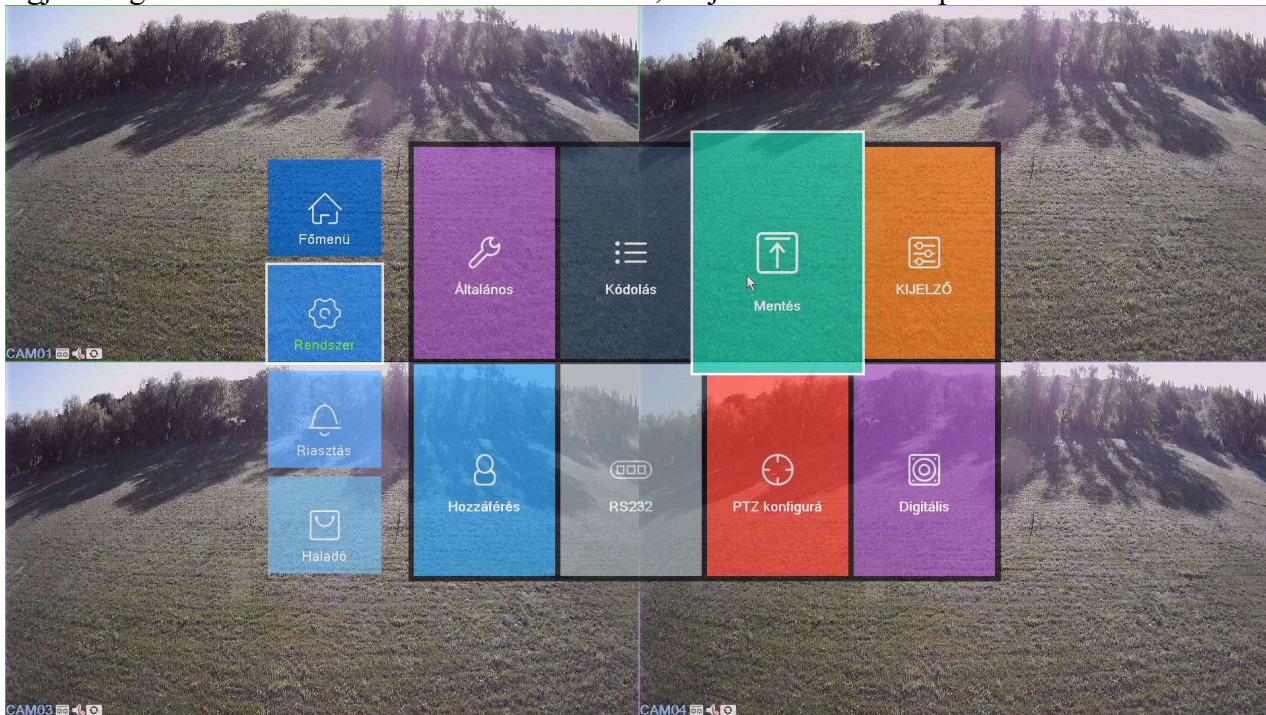 Főmenü
Rendszer
Riasztás
Haladó
Általános
Kódolás
Mentés
KIJELZŐ
Hozzáférés
RS232
PTZ konfigurá
Digitális
CAM01
CAM03
CAM04